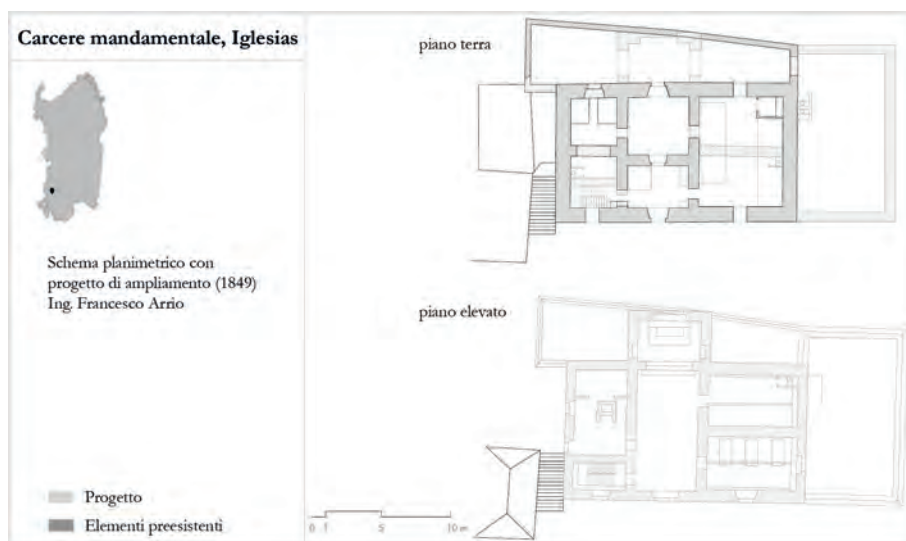 Carcere mandamentale, Iglesias
piano terra
Schema planimetrico con
progetto di ampliamento (1849)
Ing. Francesco Arrio
piano elevato
Progetto
Elementi preesistenti
0 1 5 10 m